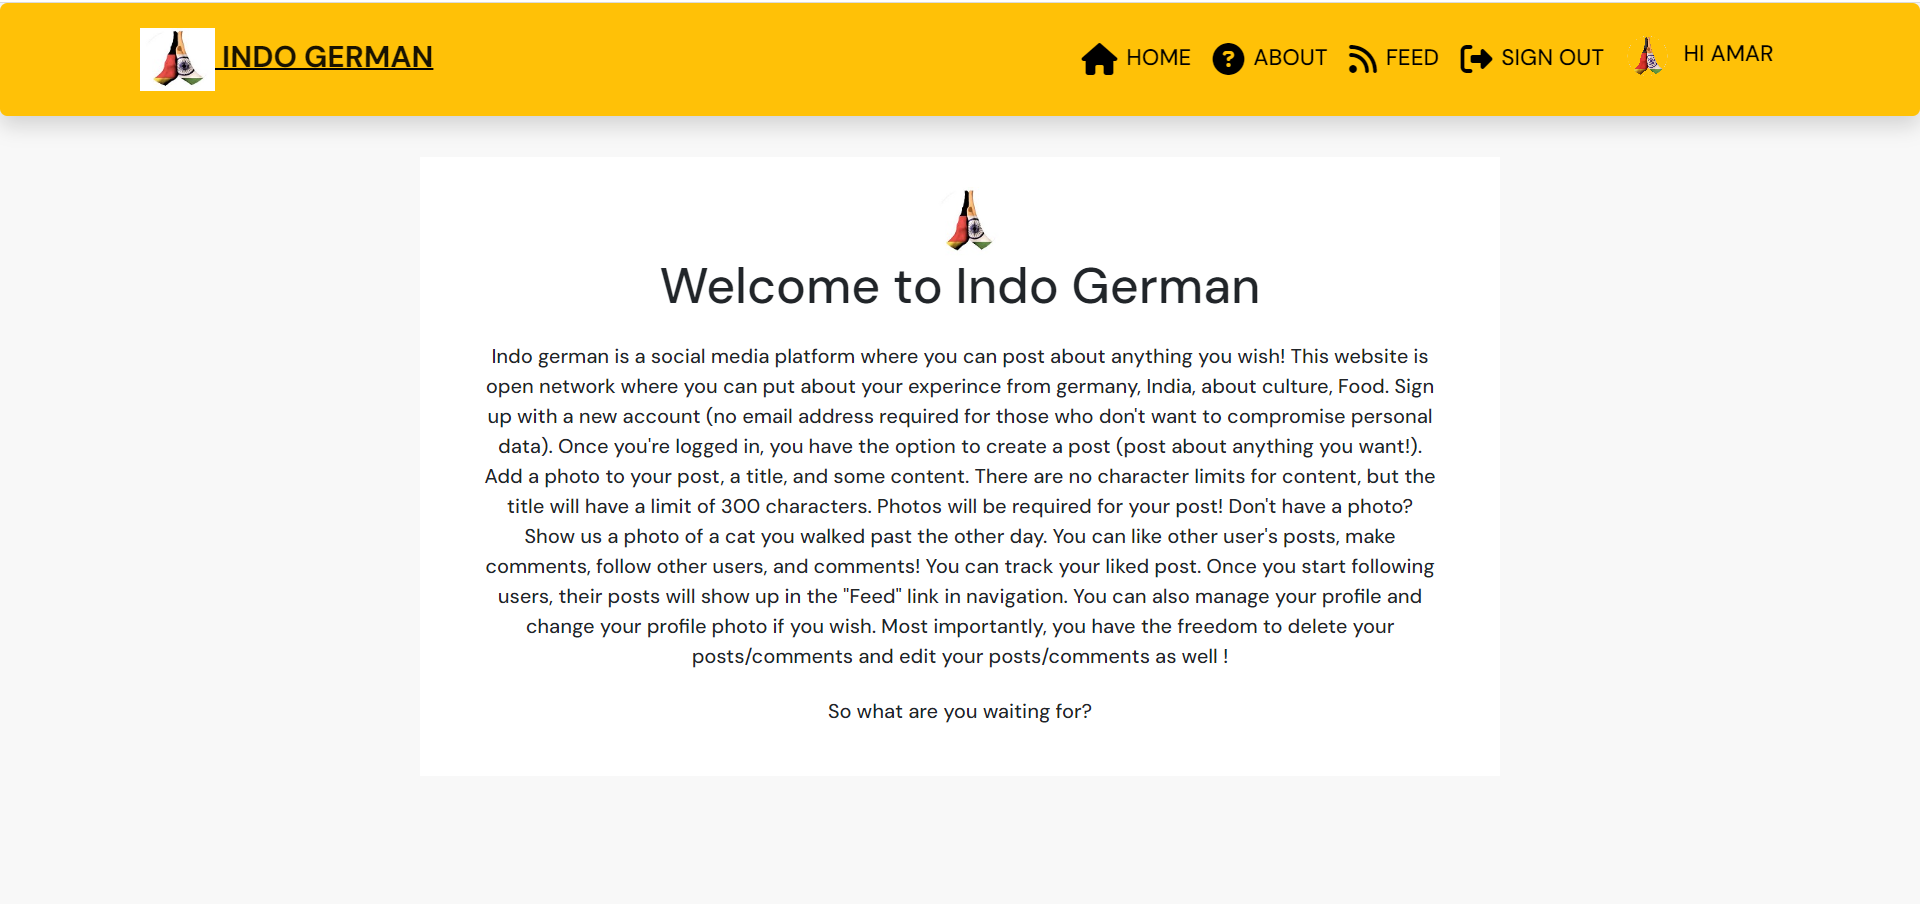 INDO GERMAN
HOME
ABOUT
FEED
SIGN OUT
HI AMAR
Welcome to Indo German
Indo german is a social media platform where you can post about anything you wish! This website is
open network where you can put about your experince from germany, India, about culture, Food. Sign
up with a new account (no email address required for those who don't want to compromise personal
data). Once you're logged in, you have the option to create a post (post about anything you want!).
Add a photo to your post, a title, and some content. There are no character limits for content, but the
title will have a limit of 300 characters. Photos will be required for your post! Don't have a photo?
Show us a photo of a cat you walked past the other day. You can like other user's posts, make
comments, follow other users, and comments! You can track your liked post. Once you start following
users, their posts will show up in the "Feed" link in navigation. You can also manage your profile and
change your profile photo if you wish. Most importantly, you have the freedom to delete your
posts/comments and edit your posts/comments as well !
So what are you waiting for?